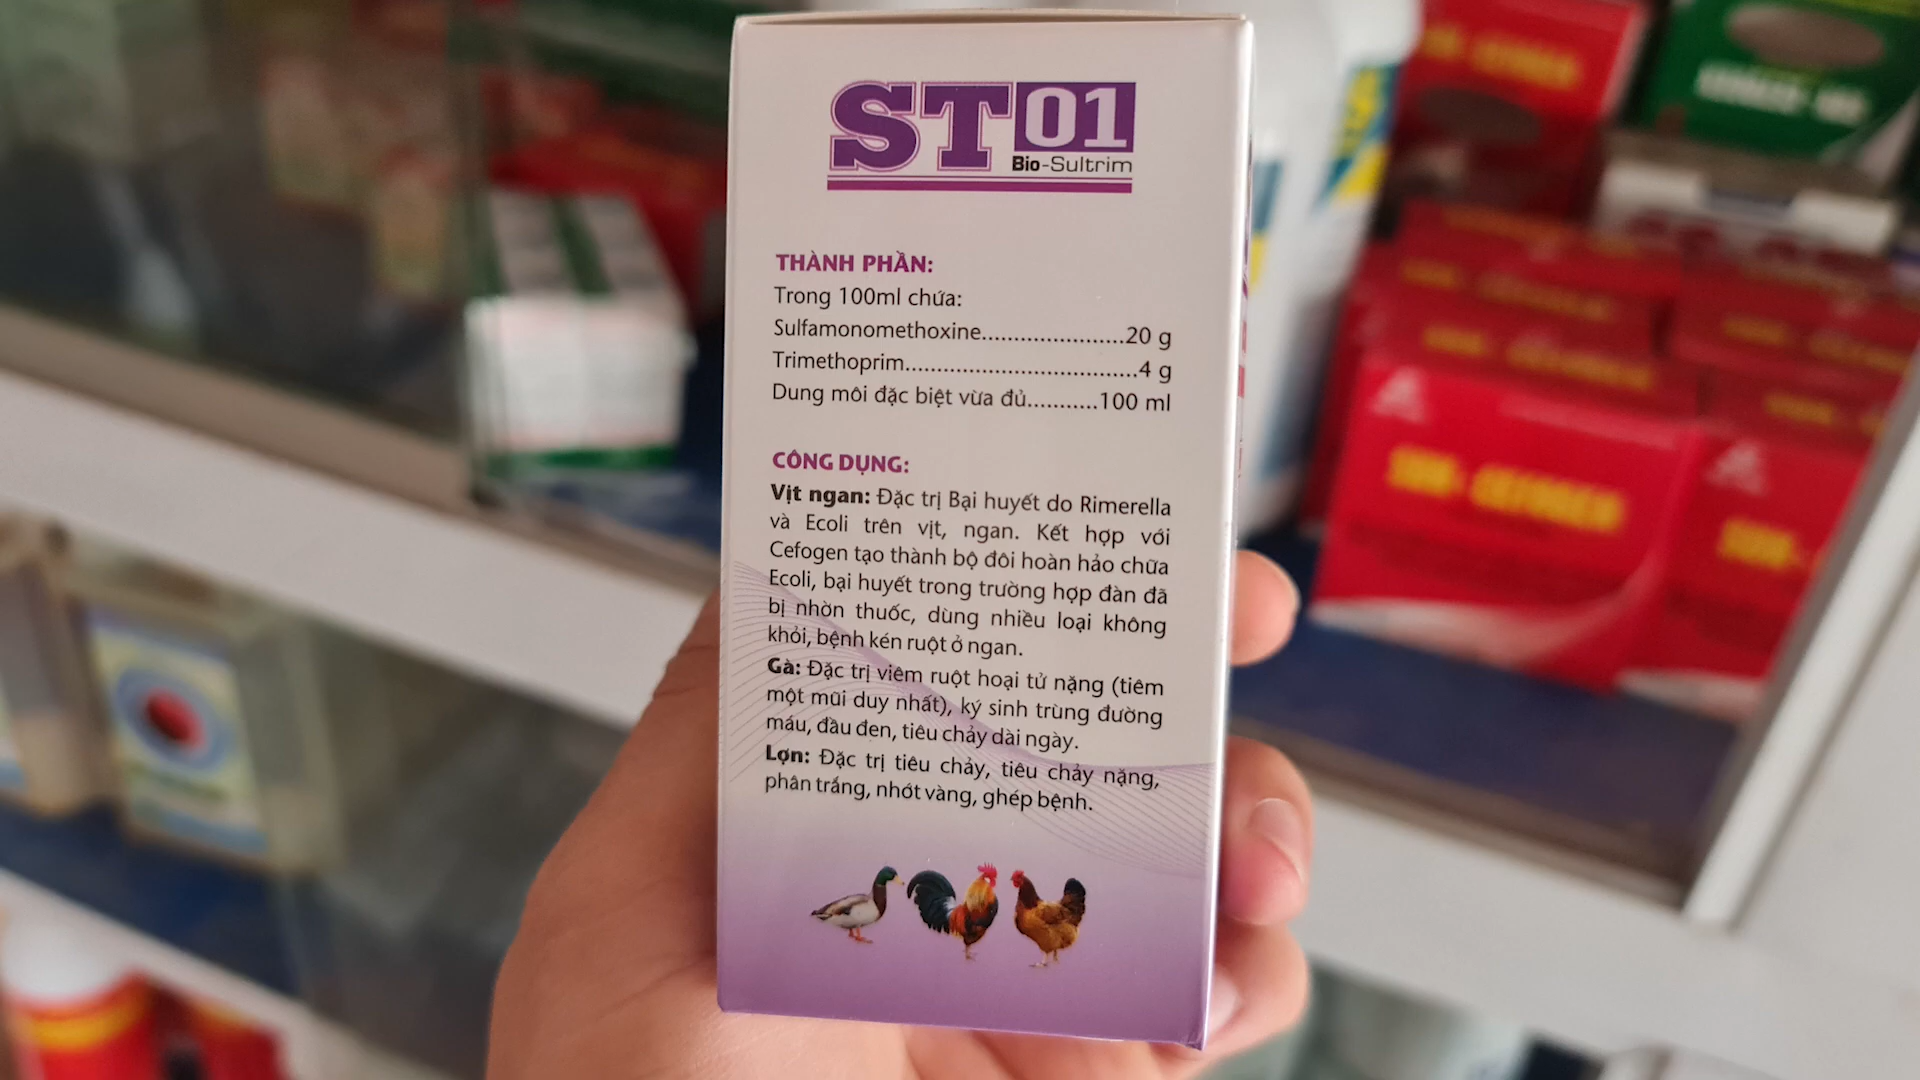 ST 01
Bio-Sultrim
THÀNH PHẦN:
Trong 100ml chứa:
Sulfamonomethoxine......................20 g
Trimethoprim....................................4 g
Dung môi đặc biệt vừa đủ...........100 ml
CÔNG DỤNG:
Vịt ngan: Đặc trị Bại huyết do Rimerella
và Ecoli trên vịt, ngan. Kết hợp với
Cefogen tạo thành bộ đôi hoàn hảo chữa
Ecoli, bại huyết trong trường hợp đàn đã
bị nhờn thuốc, dùng nhiều loại không
khỏi, bệnh kén ruột ở ngan.
Gà: Đặc trị viêm ruột hoại tử nặng (tiêm
một mũi duy nhất), ký sinh trùng đường
máu, đầu đen, tiêu chảy dài ngày.
Lợn: Đặc trị tiêu chảy, tiêu chảy nặng,
phân trắng, nhớt vàng, ghép bệnh.